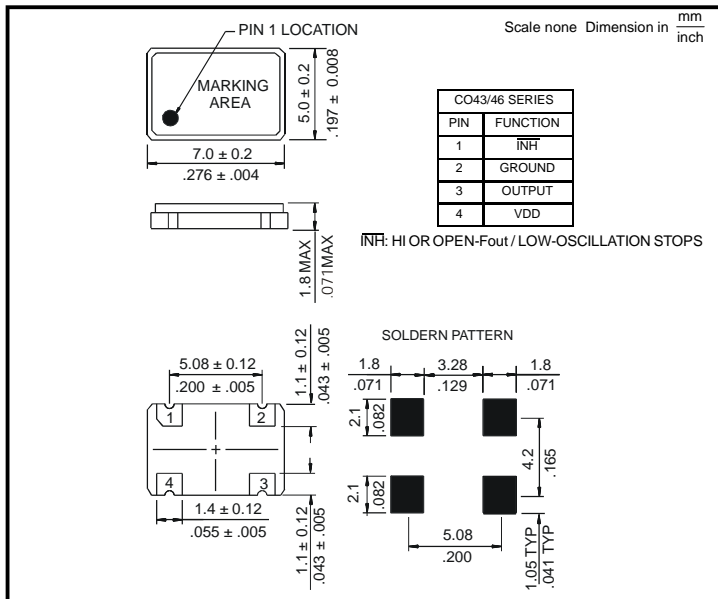 PIN 1 LOCATION
Scale none Dimension in mm
inch
MARKING
AREA
5.0 ± 0.2
.197 ± 0.008
7.0 ± 0.2
.276 ± .004
CO43/46 SERIES
PIN FUNCTION
1 I̅N̅H̅
2 GROUND
3 OUTPUT
4 VDD
I̅N̅H̅: HI OR OPEN-Fout / LOW-OSCILLATION STOPS
1.8 MAX
.071MAX
5.08 ± 0.12
.200 ± .005
1.1 ± 0.12
.043 ± .005
1 2
4 3
1.4 ± 0.12
.055 ± .005
1.1 ± 0.12
.043 ± .005
SOLDERN PATTERN
1.8 3.28 1.8
.071 .129 .071
2.1
.082
4.2
.165
2.1
.082
5.08
.200
1.05 TYP
.041 TYP